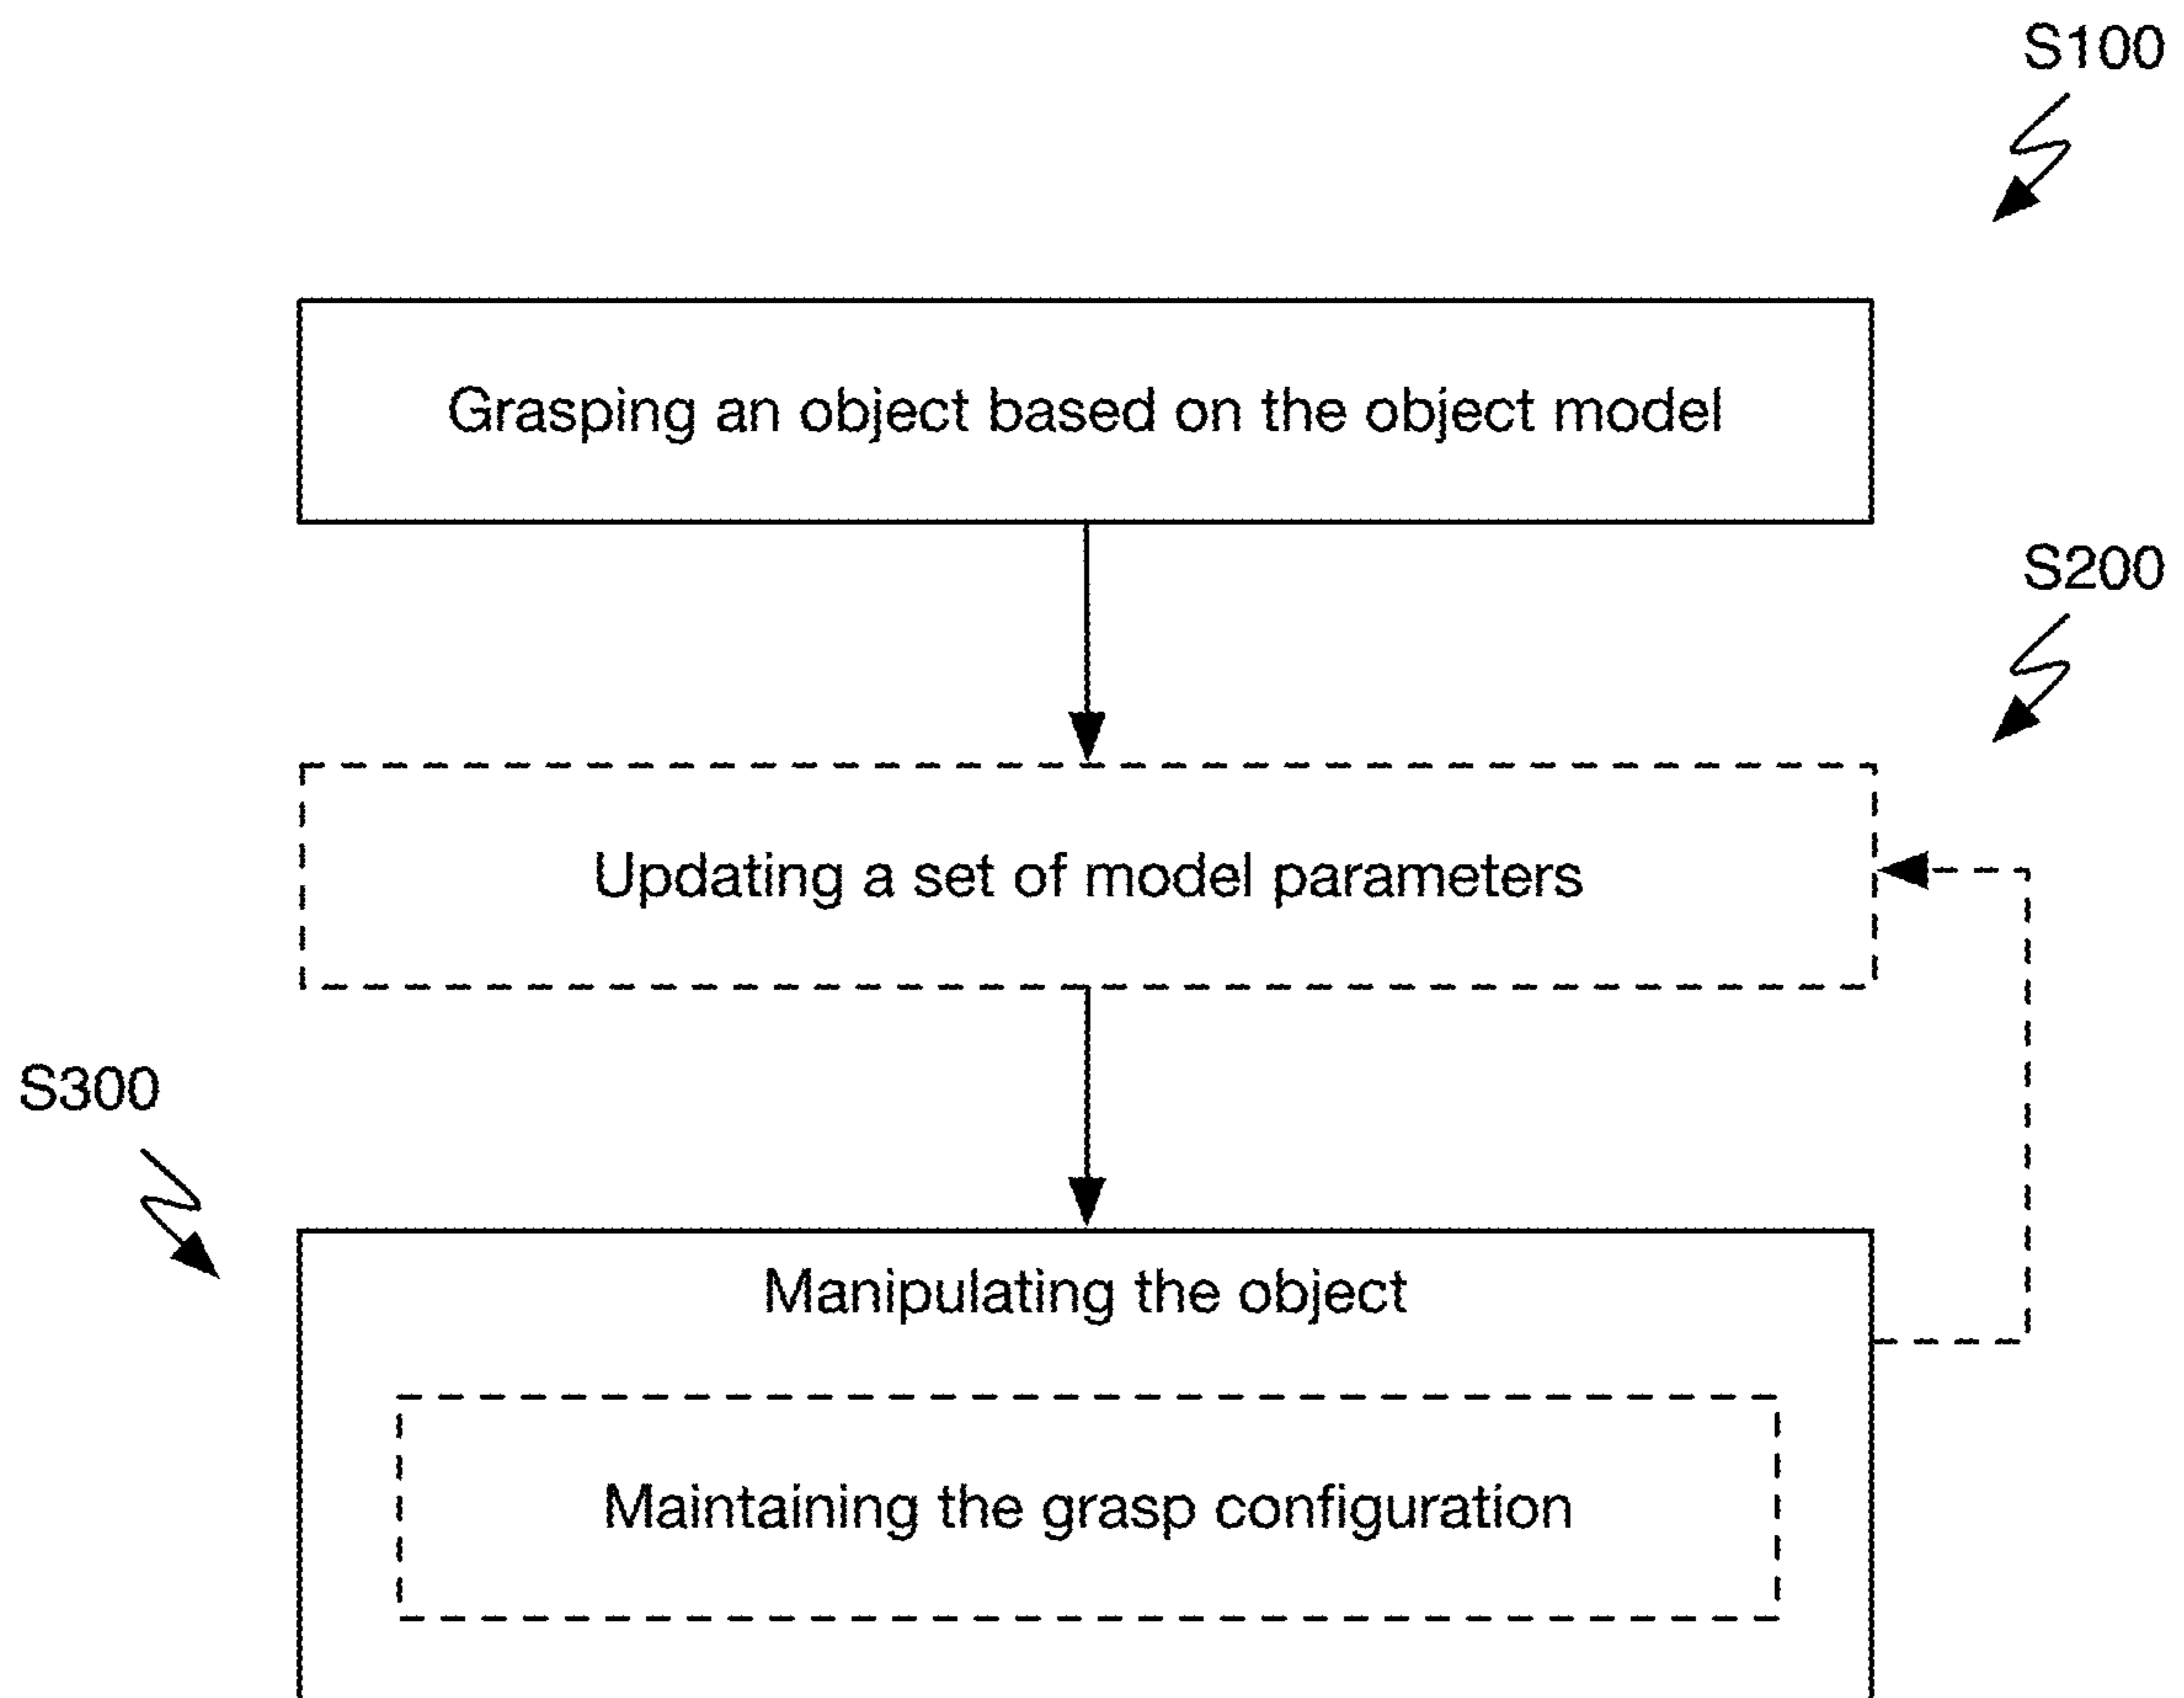 S100
Grasping an object based on the object model
S200
Updating a set of model parameters
S300
Manipulating the object
Maintaining the grasp configuration